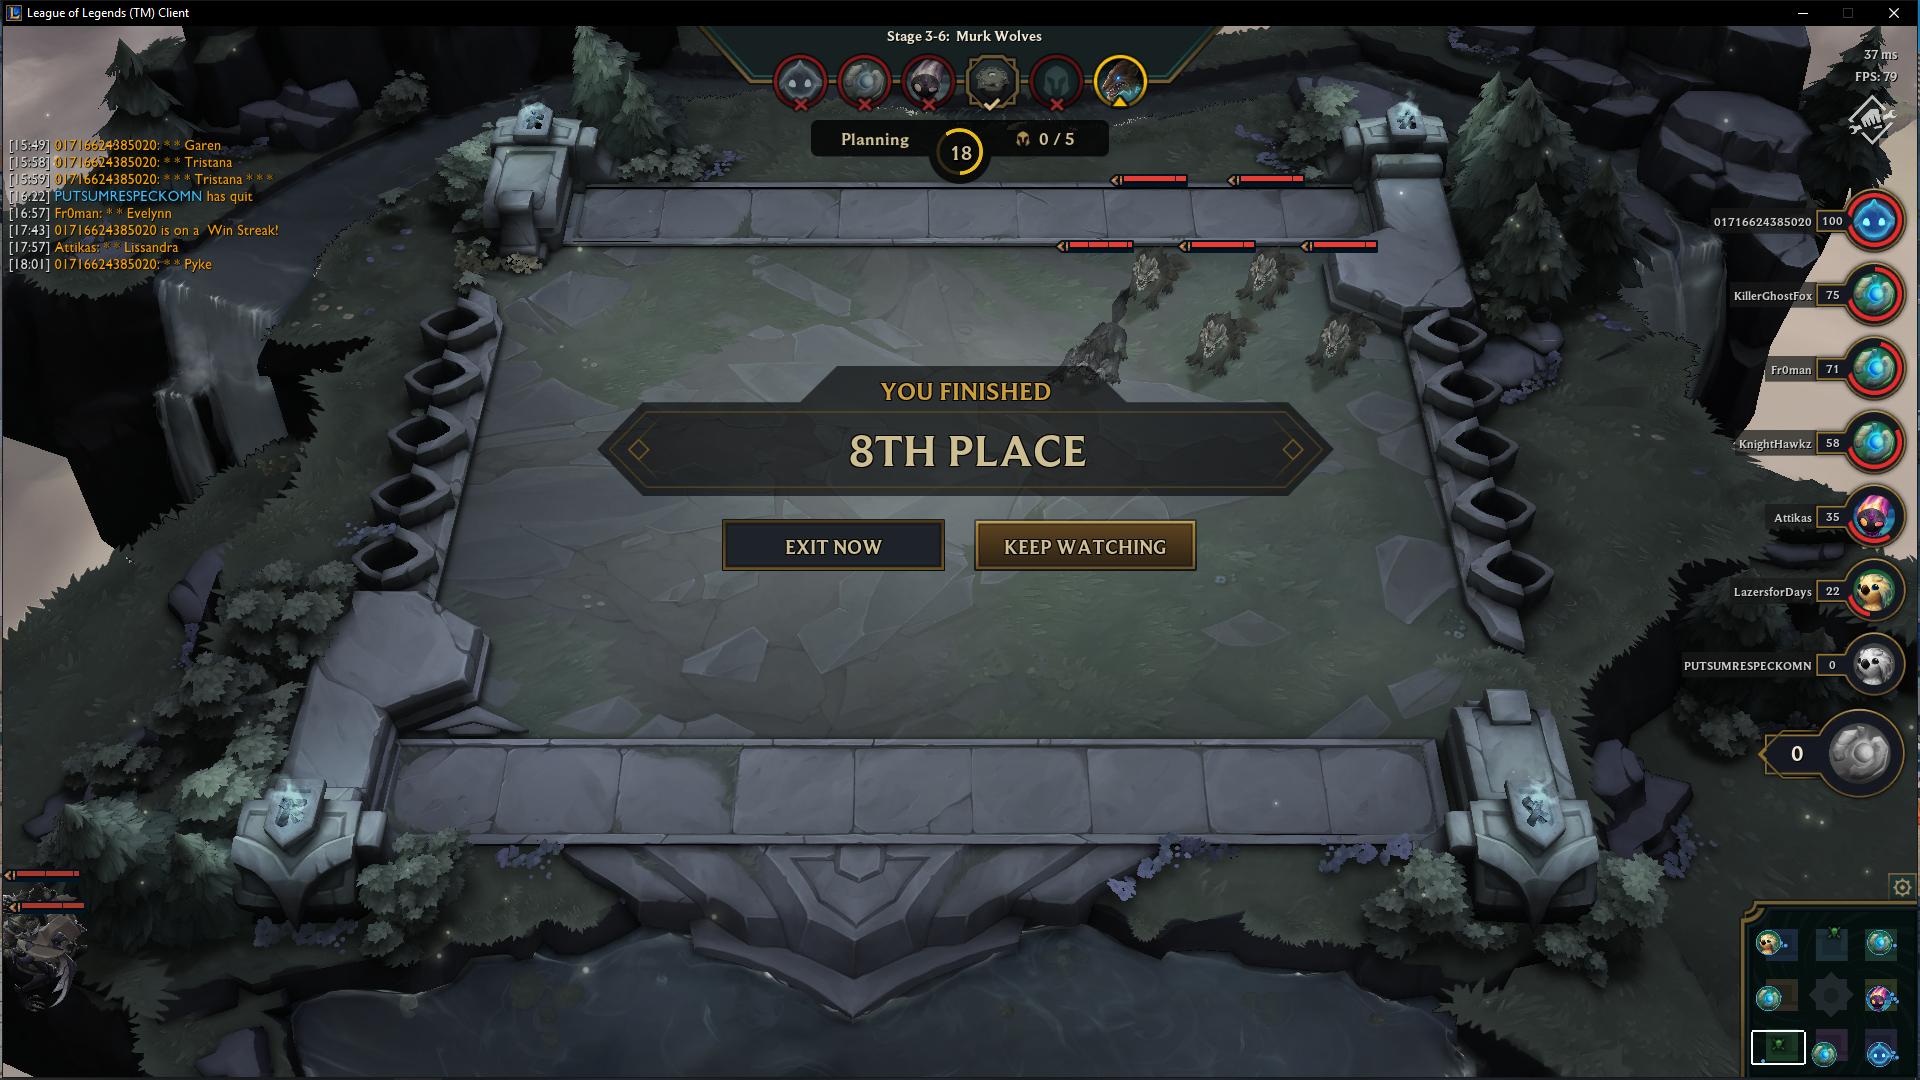 League of Legends (TM) Client
Stage 3-6: Murk Wolves
37 ms
FPS: 79
Planning
18
0 / 5
[15:49] 01716624385020: * * Garen
[15:58] 01716624385020: * * Tristana
[15:59] 01716624385020: * * * Tristana * * *
[16:22] PUTSUMRESPECKOMN has quit
[16:57] Fr0man: * * Evelynn
[17:43] 01716624385020 is on a Win Streak!
[17:57] Attikas: * * Lissandra
[18:01] 01716624385020: * * Pyke
01716624385020 100
KillerGhostFox 75
Fr0man 71
KnightHawkz 58
Attikas 35
LazersforDays 22
PUTSUMRESPECKOMN 0
0
YOU FINISHED
8TH PLACE
EXIT NOW
KEEP WATCHING